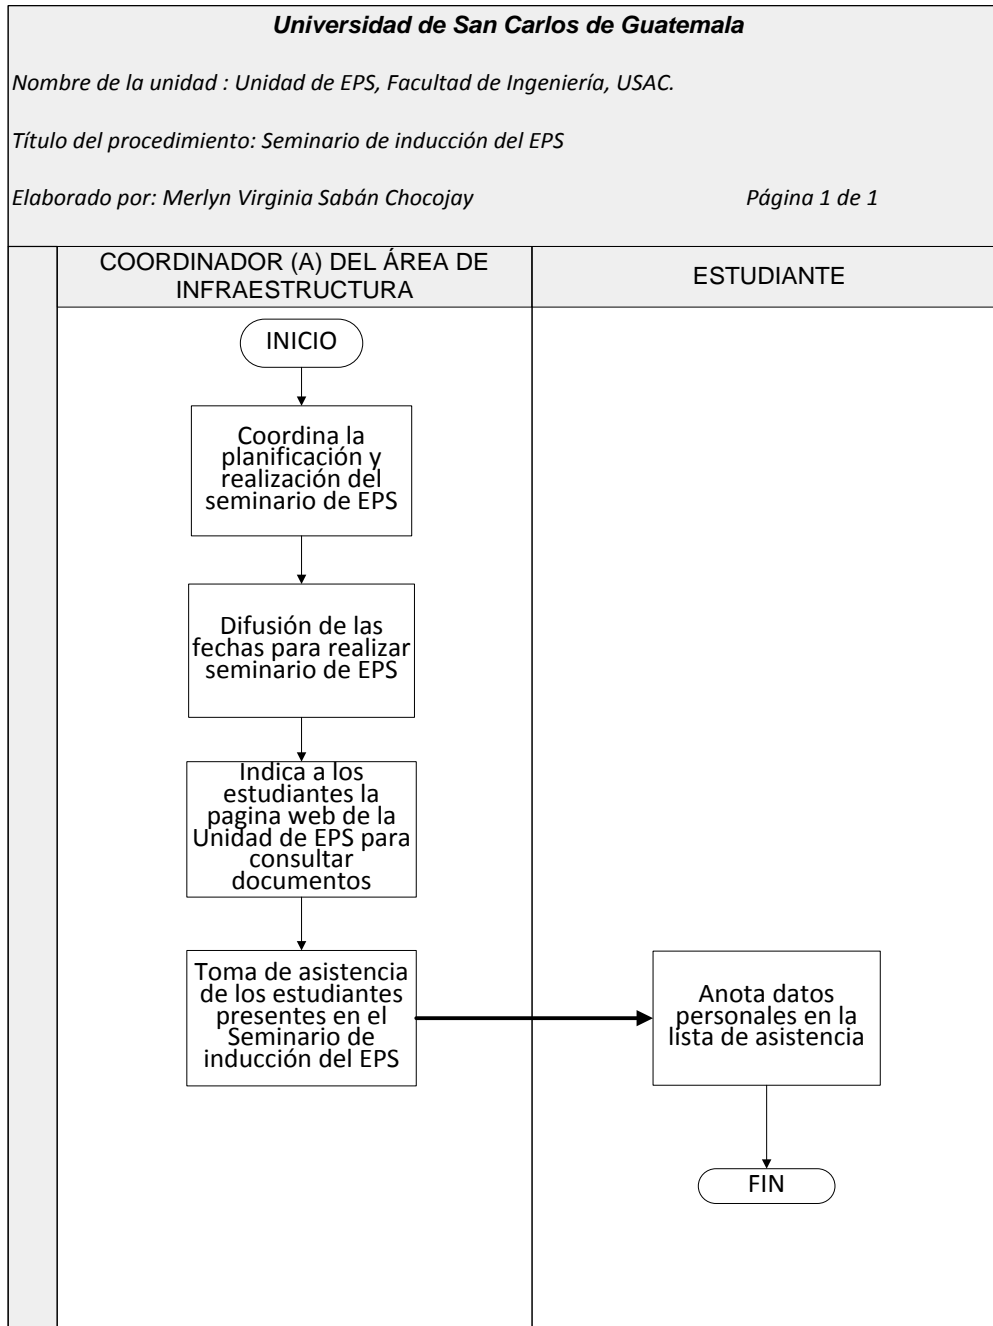 Universidad de San Carlos de Guatemala
Nombre de la unidad : Unidad de EPS, Facultad de Ingeniería, USAC.
Título del procedimiento: Seminario de inducción del EPS
Elaborado por: Merlyn Virginia Sabán Chocojay
Página 1 de 1
COORDINADOR (A) DEL ÁREA DE
INFRAESTRUCTURA
ESTUDIANTE
INICIO
Coordina la
planificación y
realización del
seminario de EPS
Difusión de las
fechas para realizar
seminario de EPS
Indica a los
estudiantes la
pagina web de la
Unidad de EPS para
consultar
documentos
Toma de asistencia
de los estudiantes
presentes en el
Seminario de
inducción del EPS
Anota datos
personales en la
lista de asistencia
FIN